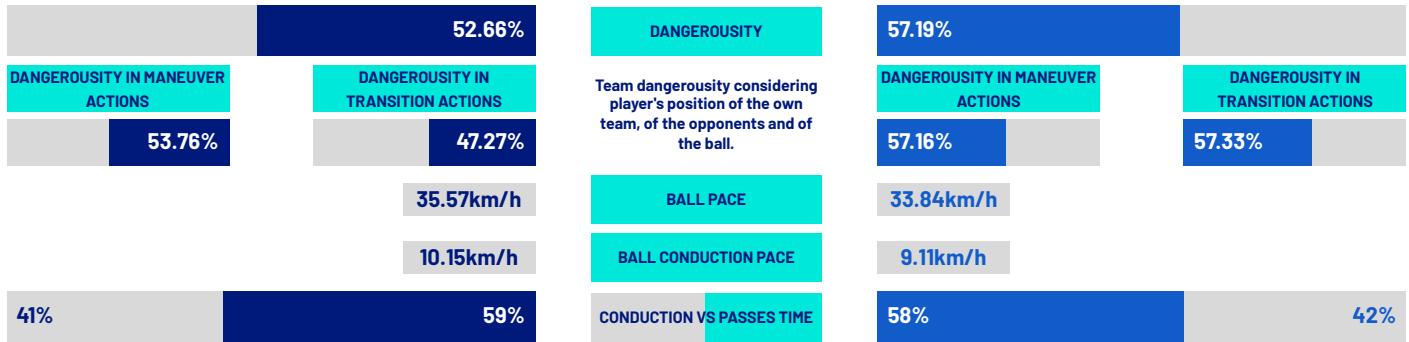 52.66%
DANGEROUSITY
57.19%
DANGEROUSITY IN MANEUVER
ACTIONS
DANGEROUSITY IN
TRANSITION ACTIONS
Team dangerousity considering
player's position of the own
team, of the opponents and of
the ball.
DANGEROUSITY IN MANEUVER
ACTIONS
DANGEROUSITY IN
TRANSITION ACTIONS
53.76%
47.27%
57.16%
57.33%
35.57km/h
BALL PACE
33.84km/h
10.15km/h
BALL CONDUCTION PACE
9.11km/h
41%
59%
CONDUCTION VS PASSES TIME
58%
42%